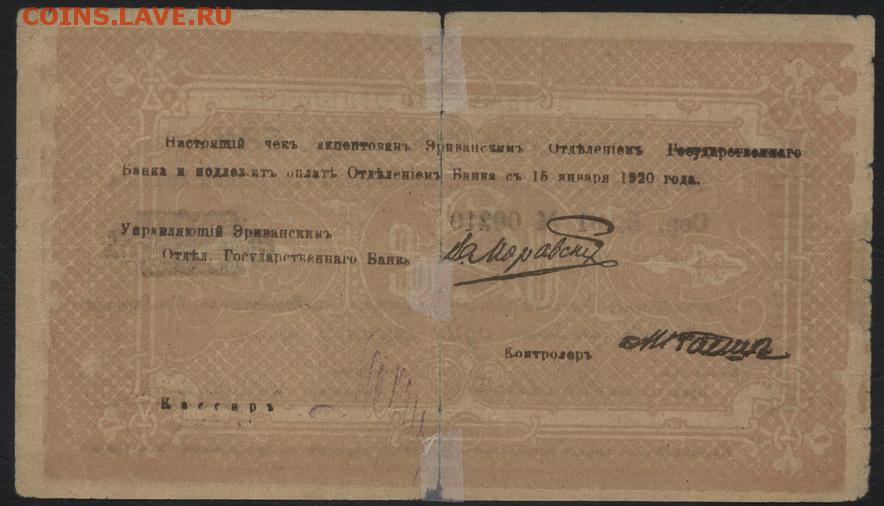 COINS.LAVE.RU
Настоящій чекъ акцептованъ Эриванскимъ Отдѣленіемъ Государственнаго
Банка и подлежитъ оплатѣ Отдѣленіемъ Банка съ 15 января 1920 года.
Управляющій Эриванскимъ
Отдѣл. Государственнаго Банка
Контролеръ
Кассиръ